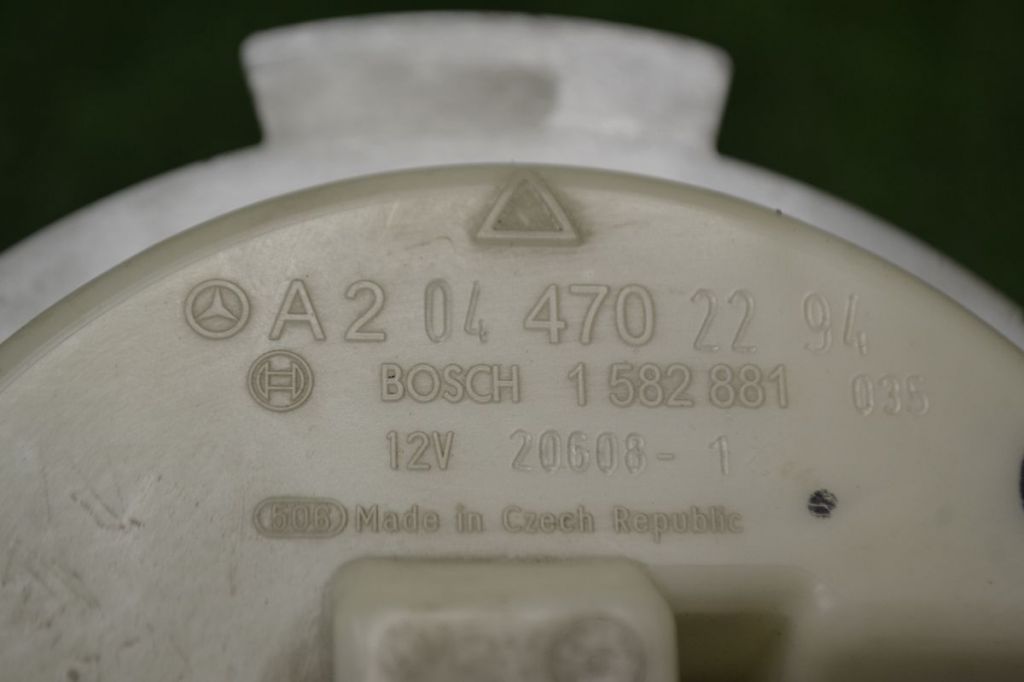 A 2 04 470 22 94
BOSCH 1 582 881 035
12V 20608- 1
506 Made in Czech Republic